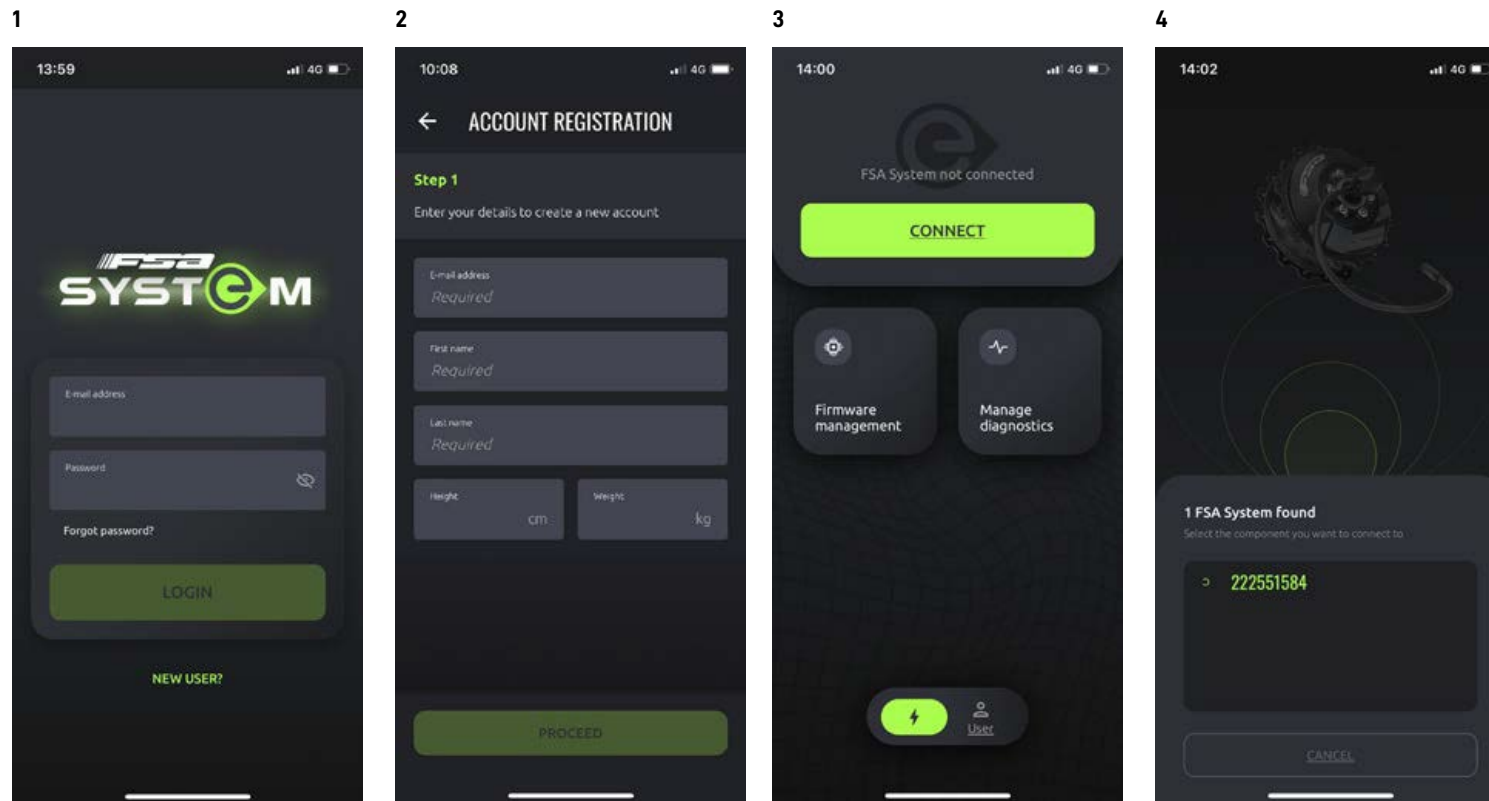 1
13:59
4G
FSA
SYSTEM
E-mail address
Password
Forgot password?
LOGIN
NEW USER?
2
10:08
4G
ACCOUNT REGISTRATION
Step 1
Enter your details to create a new account
E-mail address
Required
First name
Required
Last name
Required
Height
cm
Weight
kg
PROCEED
3
14:00
4G
e
FSA System not connected
CONNECT
Firmware
management
Manage
diagnostics
User
4
14:02
4G
1 FSA System found
Select the component you want to connect to
222551584
CANCEL